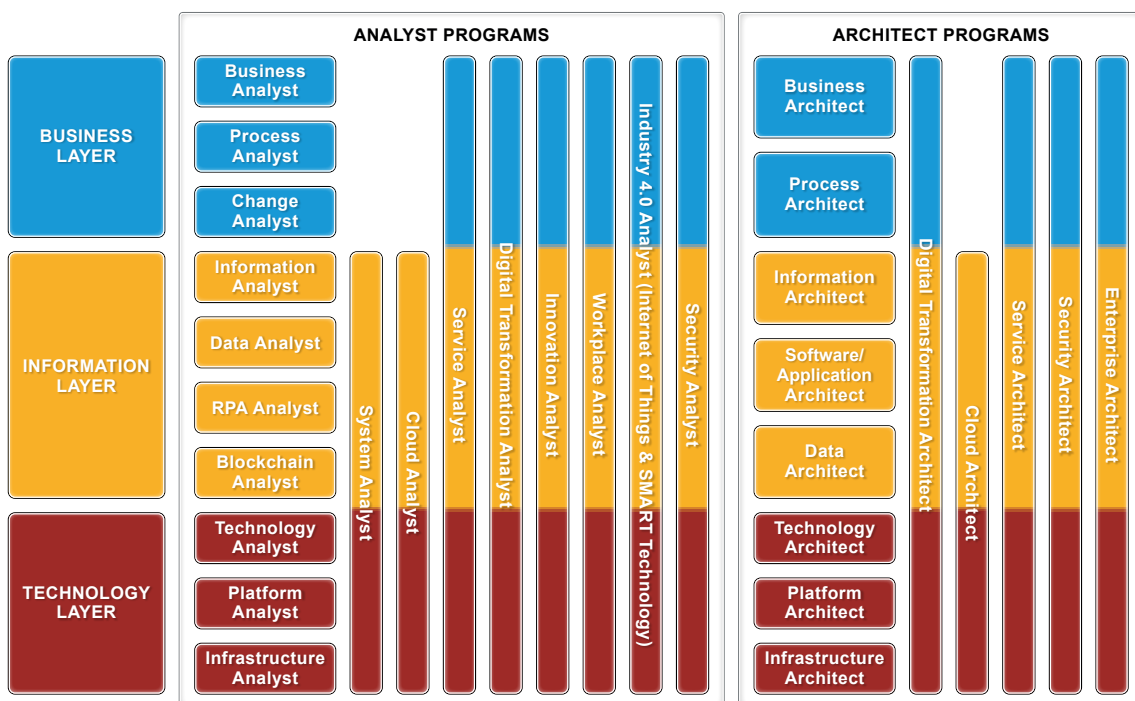 ANALYST PROGRAMS
ARCHITECT PROGRAMS
BUSINESS
LAYER
INFORMATION
LAYER
TECHNOLOGY
LAYER
Business
Analyst
Process
Analyst
Change
Analyst
Information
Analyst
Data Analyst
RPA Analyst
Blockchain
Analyst
Technology
Analyst
Platform
Analyst
Infrastructure
Analyst
System Analyst
Cloud Analyst
Service Analyst
Digital Transformation Analyst
Innovation Analyst
Workplace Analyst
Industry 4.0 Analyst (Internet of Things & SMART Technology)
Security Analyst
Business
Architect
Process
Architect
Information
Architect
Software/
Application
Architect
Data
Architect
Technology
Architect
Platform
Architect
Infrastructure
Architect
Digital Transformation Architect
Cloud Architect
Service Architect
Security Architect
Enterprise Architect